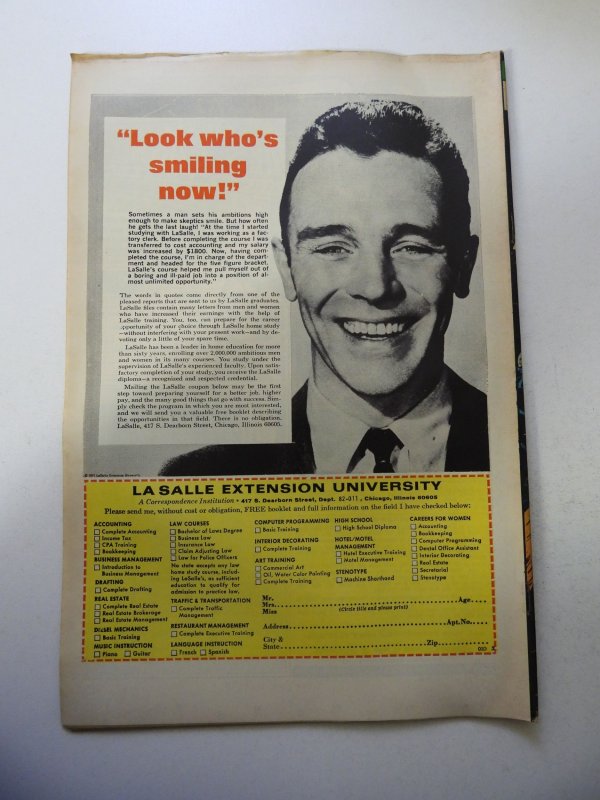 “Look who’s
smiling
now!”
Sometimes a man sets his ambitions high
enough to make skeptics smile. But how often
he gets the last laugh! “At the time I started
studying with LaSalle, I was working as a fac-
tory clerk. Before completing the course I was
transferred to cost accounting and my salary
was increased by $1800. Now, having com-
pleted the course, I’m in charge of the depart-
ment and headed for the five figure bracket.
LaSalle’s course helped me pull myself out of
a boring and ill-paid job into a position of al-
most unlimited opportunity.”
The words in quotes come directly from one of the
pleased reports that are sent to us by LaSalle graduates.
LaSalle files contain many letters from men and women
who have increased their earnings with the help of
LaSalle training. You, too, can prepare for the career
opportunity of your choice through LaSalle home study
—without interfering with your present work—and by de-
voting only a little of your spare time.
LaSalle has been a leader in home education for more
than sixty years, enrolling over 2,000,000 ambitious men
and women in its many courses. You study under the
supervision of LaSalle’s experienced faculty. Upon satis-
factory completion of your study, you receive the LaSalle
diploma—a recognized and respected credential.
Mailing the LaSalle coupon below may be the first
step toward preparing yourself for a better job, higher
pay, and the many good things that go with success. Sim-
ply check the program in which you are most interested,
and we will send you a valuable free booklet describing
the opportunities in that field. There is no obligation.
LaSalle, 417 S. Dearborn Street, Chicago, Illinois 60605.
LA SALLE EXTENSION UNIVERSITY
A Correspondence Institution • 417 S. Dearborn Street, Dept. 82-011, Chicago, Illinois 60605
Please send me, without cost or obligation, FREE booklet and full information on the field I have checked below:
ACCOUNTING
Complete Accounting
Income Tax
CPA Training
Bookkeeping
BUSINESS MANAGEMENT
Introduction to
Business Management
DRAFTING
Complete Drafting
REAL ESTATE
Complete Real Estate
Real Estate Brokerage
Real Estate Management
DIESEL MECHANICS
Basic Training
MUSIC INSTRUCTION
Piano Guitar
LAW COURSES
Bachelor of Laws Degree
Business Law
Insurance Law
Claim Adjusting Law
Law for Police Officers
No state accepts any law
home study course, includ-
ing LaSalle’s, as sufficient
education to qualify for
admission to practice law.
TRAFFIC & TRANSPORTATION
Complete Traffic
Management
RESTAURANT MANAGEMENT
Complete Executive Training
LANGUAGE INSTRUCTION
French Spanish
COMPUTER PROGRAMMING
Basic Training
INTERIOR DECORATING
Complete Training
ART TRAINING
Commercial Art
Oil, Water Color Painting
Complete Training
HIGH SCHOOL
High School Diploma
HOTEL/MOTEL
MANAGEMENT
Hotel Executive Training
Motel Management
STENOTYPE
Machine Shorthand
CAREERS FOR WOMEN
Accounting
Bookkeeping
Computer Programming
Dental Office Assistant
Interior Decorating
Real Estate
Secretarial
Stenotype
Mr.
Mrs. Age
Miss (Circle title and please print)
Address Apt. No.
City &
State Zip